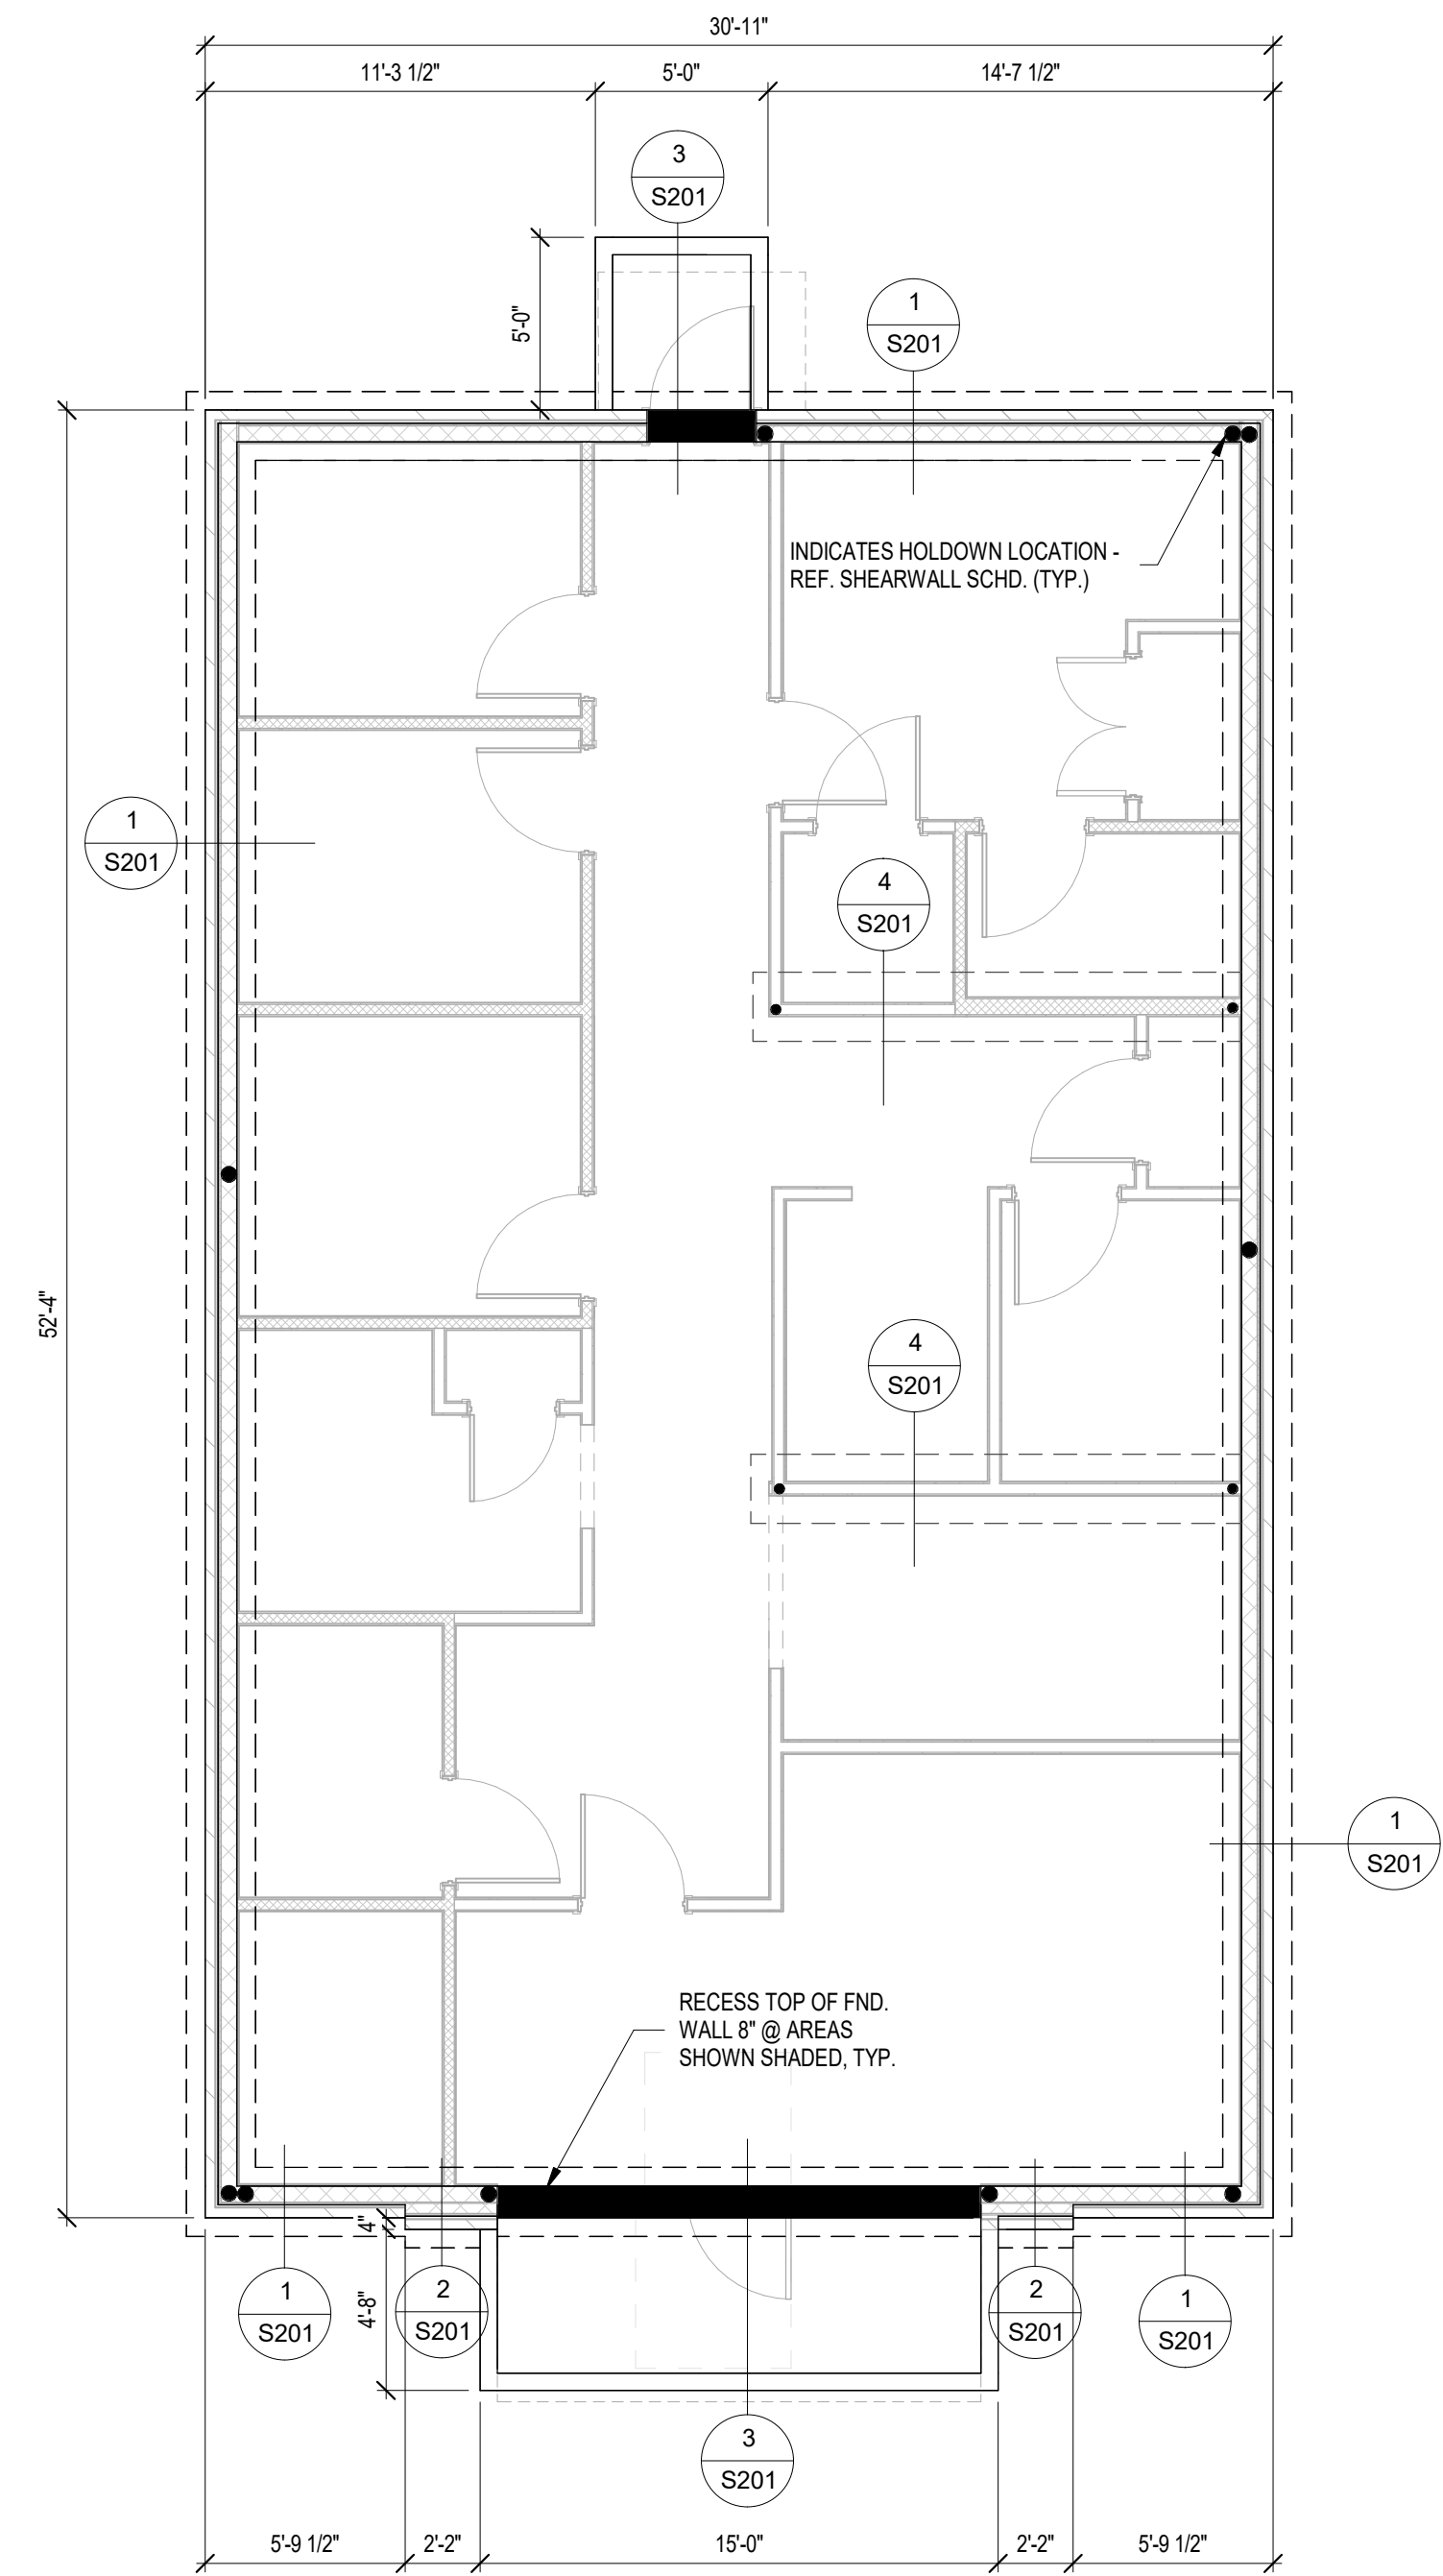 30'-11"
11'-3 1/2"
5'-0"
14'-7 1/2"
3
S201
5'-0"
1
S201
INDICATES HOLDOWN LOCATION -
REF. SHEARWALL SCHD. (TYP.)
1
S201
4
S201
52'-4"
4
S201
1
S201
RECESS TOP OF FND.
WALL 8" @ AREAS
SHOWN SHADED, TYP.
4"
4'-8"
1
S201
2
S201
2
S201
1
S201
3
S201
5'-9 1/2"
2'-2"
15'-0"
2'-2"
5'-9 1/2"